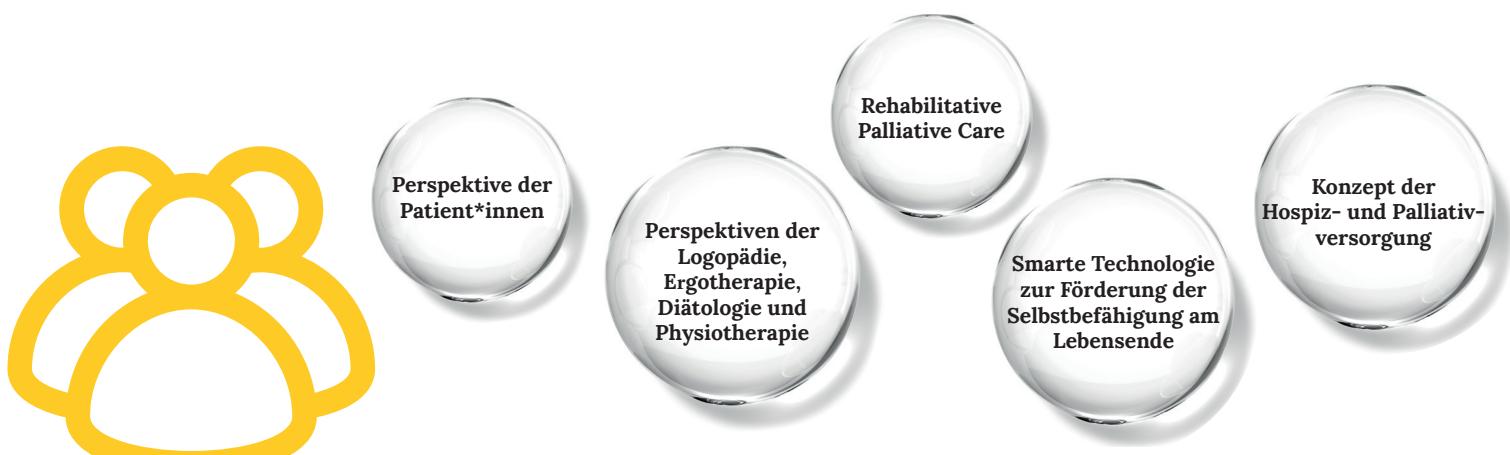 Perspektive der
Patient*innen
Perspektiven der
Logopädie,
Ergotherapie,
Diätologie und
Physiotherapie
Rehabilitative
Palliative Care
Smarte Technologie
zur Förderung der
Selbstbefähigung am
Lebensende
Konzept der
Hospiz- und Palliativ-
versorgung